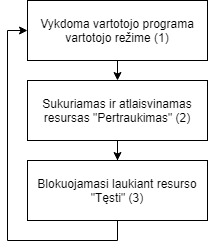 Vykdoma vartotojo programa
vartotojo režime (1)
Sukuriamas ir atlaisvinamas
resursas "Pertraukimas" (2)
Blokuojamasi laukiant resurso
"Tęsti" (3)